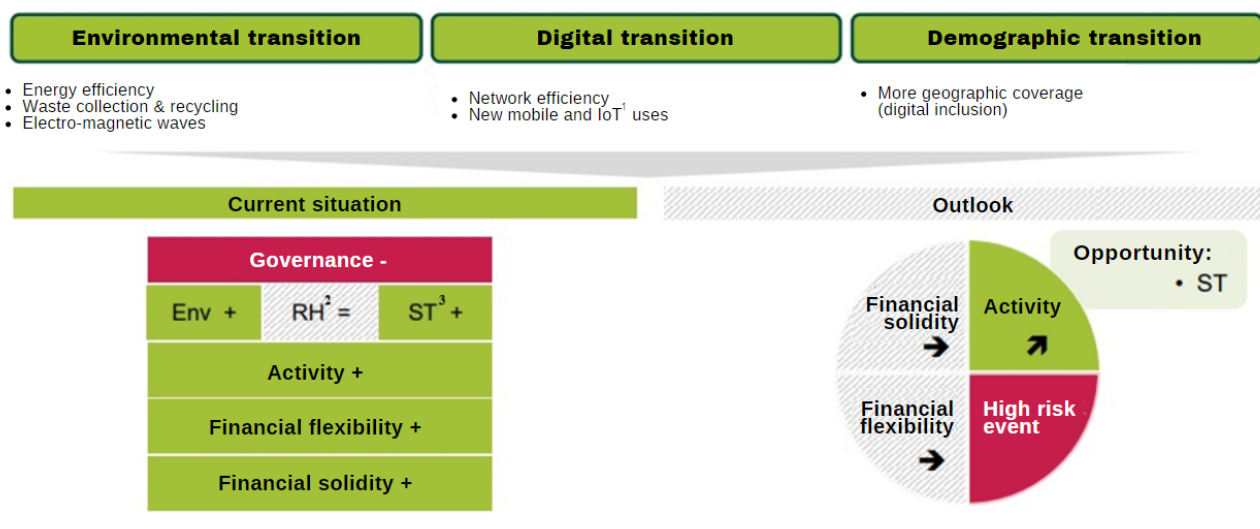 Environmental transition
Digital transition
Demographic transition
• Energy efficiency
• Waste collection & recycling
• Electro-magnetic waves
• Network efficiency
• New mobile and IoT¹ uses
• More geographic coverage
(digital inclusion)
Current situation
Outlook
Governance -
Env +
RH² =
ST³ +
Activity +
Financial flexibility +
Financial solidity +
Opportunity:
• ST
Financial
solidity
➔
Activity
⬈
Financial
flexibility
➔
High risk
event